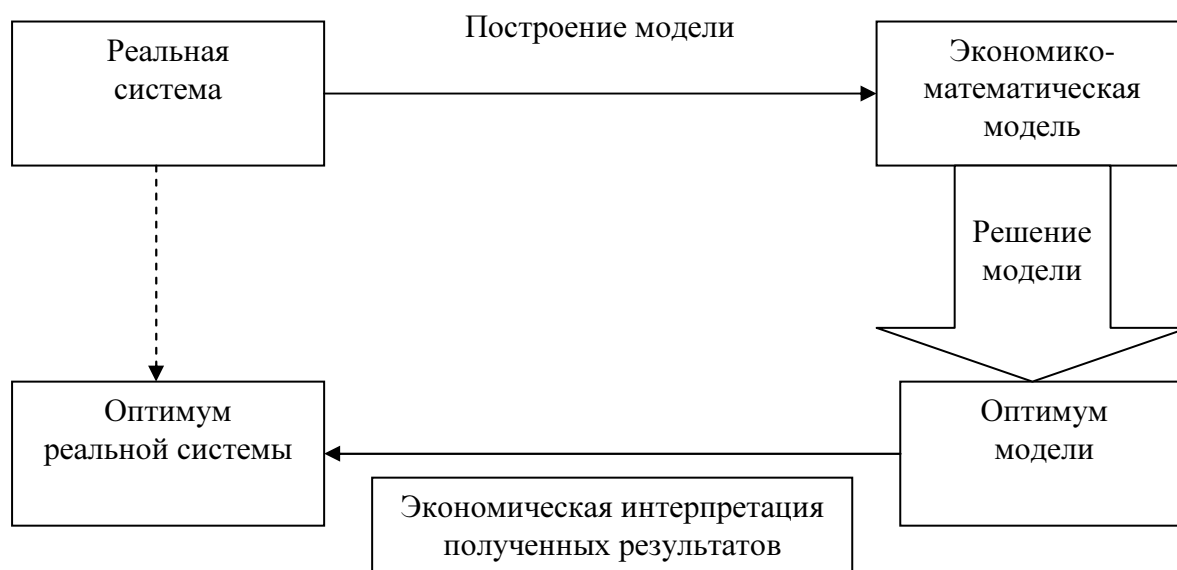 Реальная
система
Построение модели
Экономико-
математическая
модель
Решение
модели
Оптимум
реальной системы
Оптимум
модели
Экономическая интерпретация
полученных результатов